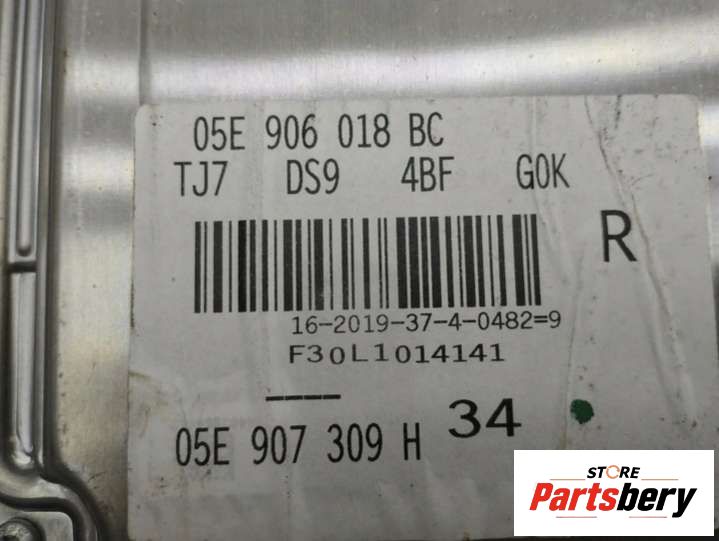 05E 906 018 BC
TJ7 DS9 4BF G0K
R
16-2019-37-4-0482=9
F30L1014141
----
05E 907 309 H 34
STORE
Partsbery